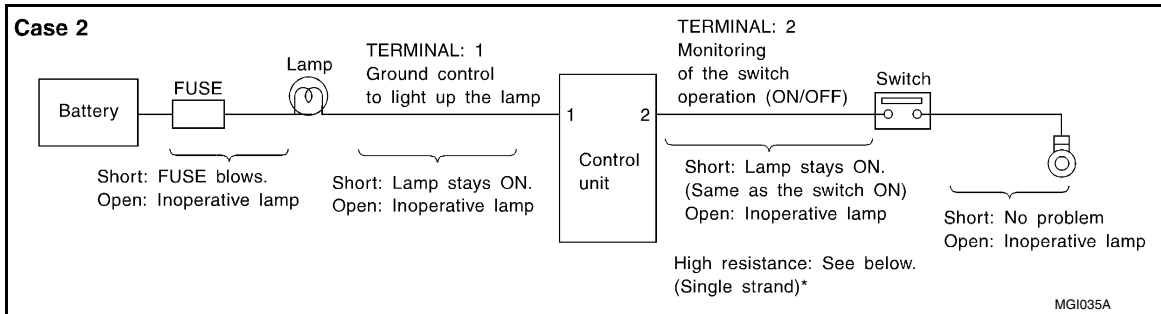 Case 2
Battery
FUSE
Lamp
TERMINAL: 1
Ground control
to light up the lamp
TERMINAL: 2
Monitoring
of the switch
operation (ON/OFF)
Switch
1
2
Control
unit
Short: FUSE blows.
Open: Inoperative lamp
Short: Lamp stays ON.
Open: Inoperative lamp
Short: Lamp stays ON.
(Same as the switch ON)
Open: Inoperative lamp
High resistance: See below.
(Single strand)*
Short: No problem
Open: Inoperative lamp
MGI035A